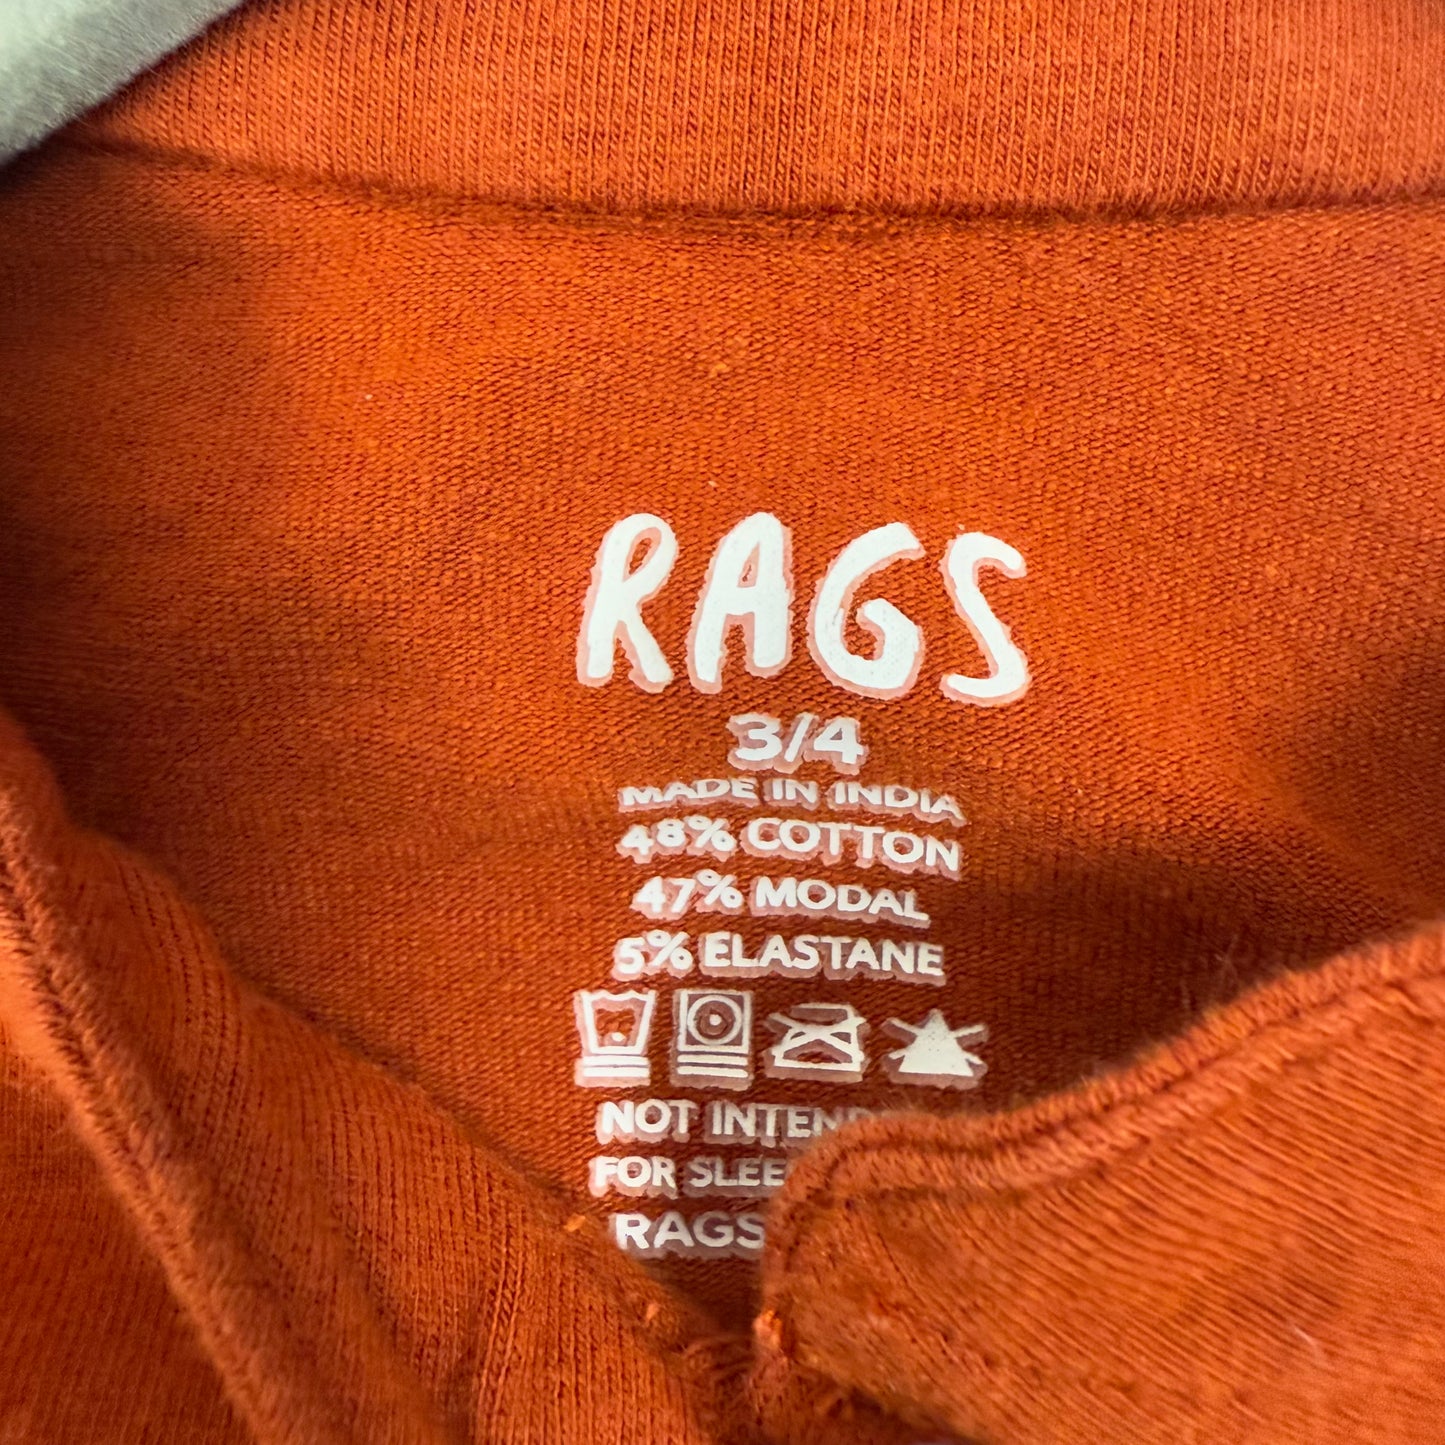 RAGS
3/4
MADE IN INDIA
48% COTTON
47% MODAL
5% ELASTANE
NOT
FOR
RAGS